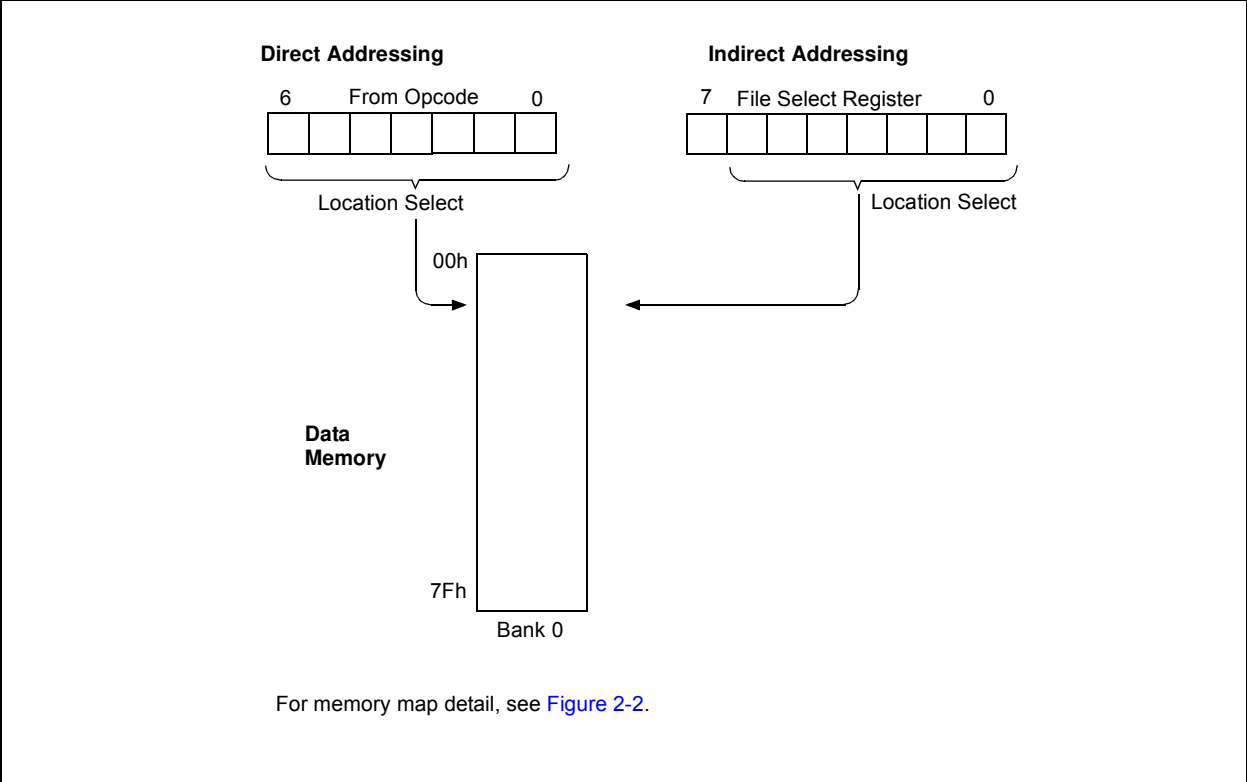 Direct Addressing
Indirect Addressing
6 From Opcode 0
7 File Select Register 0
Location Select
Location Select
00h
Data
Memory
7Fh
Bank 0
For memory map detail, see Figure 2-2.